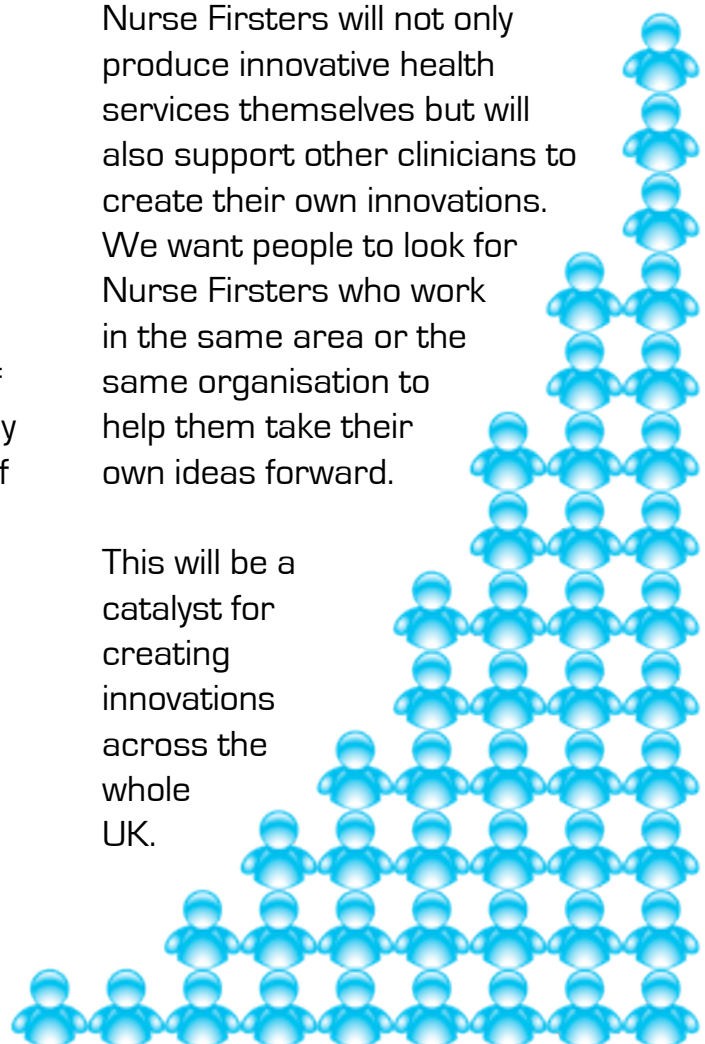 Nurse Firsters will not only
produce innovative health
services themselves but will
also support other clinicians to
create their own innovations.
We want people to look for
Nurse Firsters who work
in the same area or the
same organisation to
help them take their
own ideas forward.
This will be a
catalyst for
creating
innovations
across the
whole
UK.